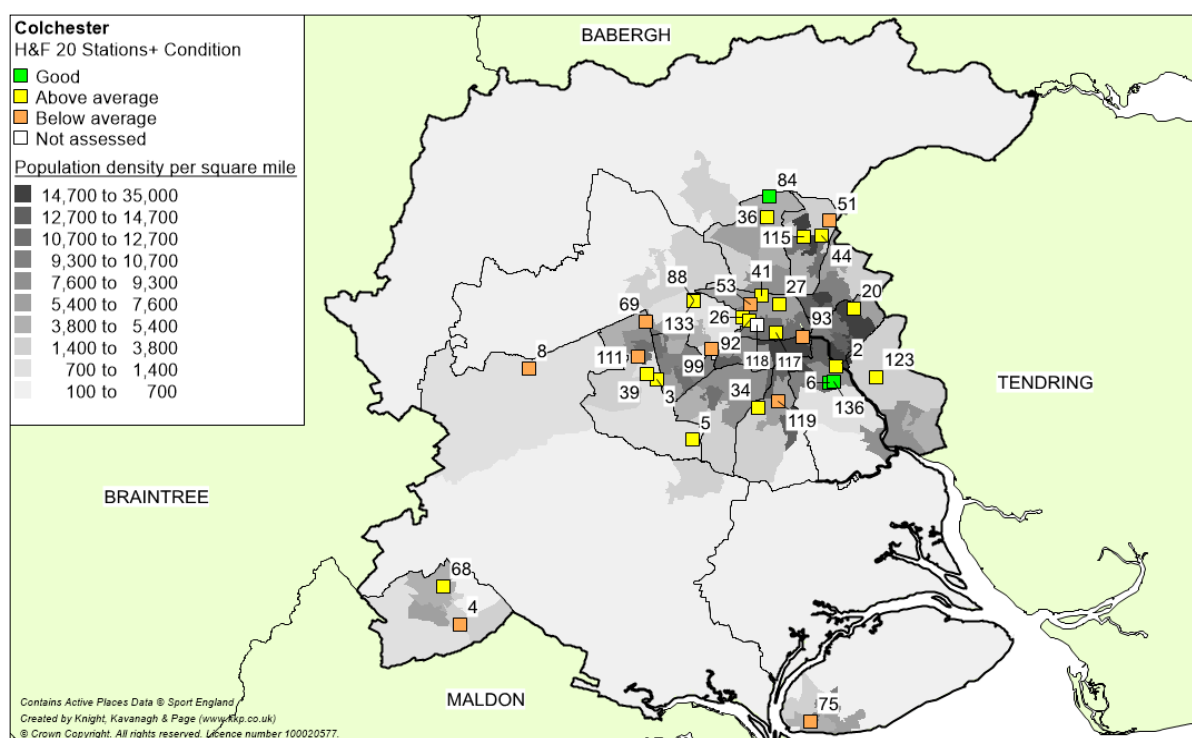 Colchester
H&F 20 Stations+ Condition
Good
Above average
Below average
Not assessed
Population density per square mile
14,700 to 35,000
12,700 to 14,700
10,700 to 12,700
9,300 to 10,700
7,600 to 9,300
5,400 to 7,600
3,800 to 5,400
1,400 to 3,800
700 to 1,400
100 to 700
BABERGH
84
36
51
115
44
88
53
41
27
20
69
133
26
93
8
111
99
92
118
117
2
123
TENDRING
39
3
34
6
136
5
119
BRAINTREE
68
4
MALDON
75
Contains Active Places Data © Sport England
Created by Knight, Kavanagh & Page (www.kkp.co.uk)
© Crown Copyright. All rights reserved. Licence number 100020577.